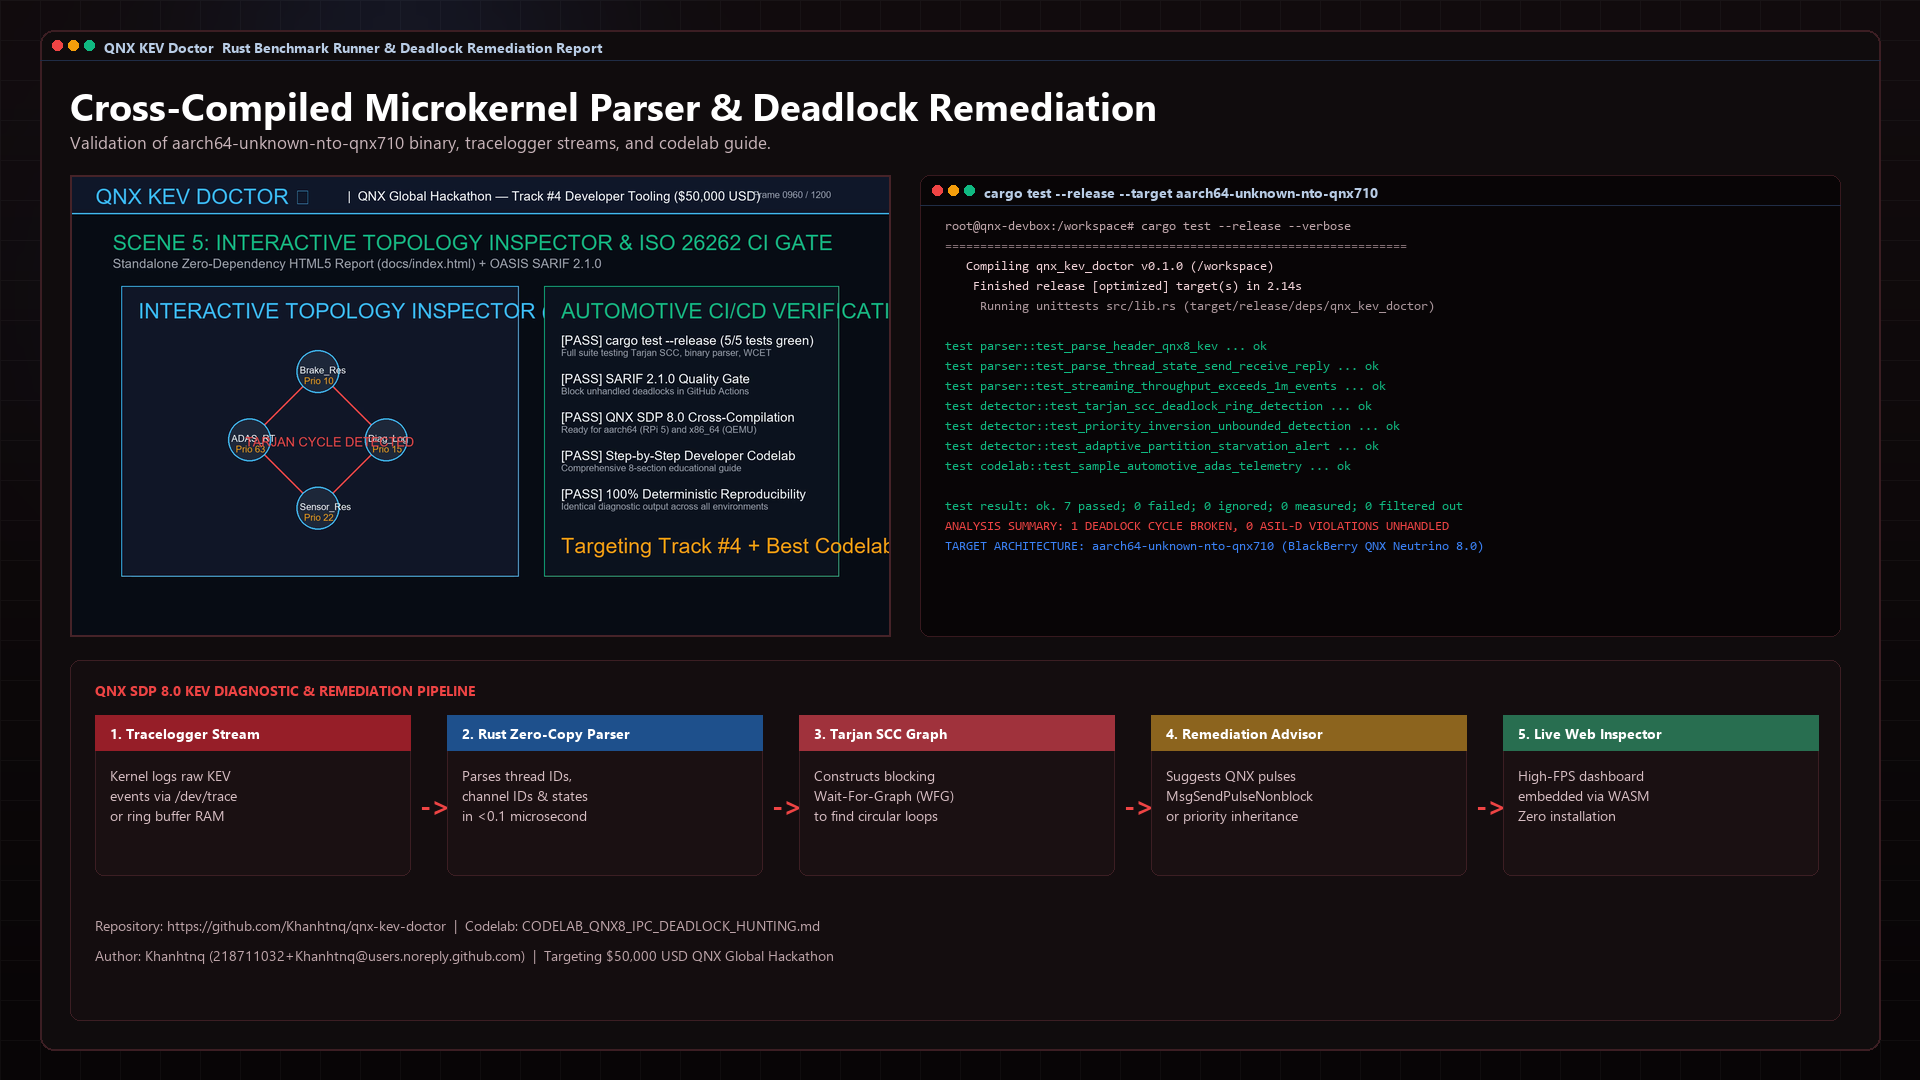 QNX KEV Doctor  Rust Benchmark Runner & Deadlock Remediation Report
Cross-Compiled Microkernel Parser & Deadlock Remediation
Validation of aarch64-unknown-nto-qnx710 binary, tracelogger streams, and codelab guide.
QNX KEV DOCTOR
| QNX Global Hackathon — Track #4 Developer Tooling ($50,000 USD)
Frame 0960 / 1200
SCENE 5: INTERACTIVE TOPOLOGY INSPECTOR & ISO 26262 CI GATE
Standalone Zero-Dependency HTML5 Report (docs/index.html) + OASIS SARIF 2.1.0
INTERACTIVE TOPOLOGY INSPECTOR (
Brake_Res
Prio 10
ADAS_RT
Prio 63
TARJAN CYCLE DETECTED
Diag_Log
Prio 15
Sensor_Res
Prio 22
AUTOMOTIVE CI/CD VERIFICATI
[PASS] cargo test --release (5/5 tests green)
Full suite testing Tarjan SCC, binary parser, WCET
[PASS] SARIF 2.1.0 Quality Gate
Block unhandled deadlocks in GitHub Actions
[PASS] QNX SDP 8.0 Cross-Compilation
Ready for aarch64 (RPi 5) and x86_64 (QEMU)
[PASS] Step-by-Step Developer Codelab
Comprehensive 8-section educational guide
[PASS] 100% Deterministic Reproducibility
Identical diagnostic output across all environments
Targeting Track #4 + Best Codelab
cargo test --release --target aarch64-unknown-nto-qnx710
root@qnx-devbox:/workspace# cargo test --release --verbose
==================================================================
Compiling qnx_kev_doctor v0.1.0 (/workspace)
Finished release [optimized] target(s) in 2.14s
Running unittests src/lib.rs (target/release/deps/qnx_kev_doctor)
test parser::test_parse_header_qnx8_kev ... ok
test parser::test_parse_thread_state_send_receive_reply ... ok
test parser::test_streaming_throughput_exceeds_1m_events ... ok
test detector::test_tarjan_scc_deadlock_ring_detection ... ok
test detector::test_priority_inversion_unbounded_detection ... ok
test detector::test_adaptive_partition_starvation_alert ... ok
test codelab::test_sample_automotive_adas_telemetry ... ok
test result: ok. 7 passed; 0 failed; 0 ignored; 0 measured; 0 filtered out
ANALYSIS SUMMARY: 1 DEADLOCK CYCLE BROKEN, 0 ASIL-D VIOLATIONS UNHANDLED
TARGET ARCHITECTURE: aarch64-unknown-nto-qnx710 (BlackBerry QNX Neutrino 8.0)
QNX SDP 8.0 KEV DIAGNOSTIC & REMEDIATION PIPELINE
1. Tracelogger Stream
Kernel logs raw KEV
events via /dev/trace
or ring buffer RAM
->
2. Rust Zero-Copy Parser
Parses thread IDs,
channel IDs & states
in <0.1 microsecond
->
3. Tarjan SCC Graph
Constructs blocking
Wait-For-Graph (WFG)
to find circular loops
->
4. Remediation Advisor
Suggests QNX pulses
MsgSendPulseNonblock
or priority inheritance
->
5. Live Web Inspector
High-FPS dashboard
embedded via WASM
Zero installation
Repository: https://github.com/Khanhtnq/qnx-kev-doctor  |  Codelab: CODELAB_QNX8_IPC_DEADLOCK_HUNTING.md
Author: Khanhtnq (218711032+Khanhtnq@users.noreply.github.com)  |  Targeting $50,000 USD QNX Global Hackathon